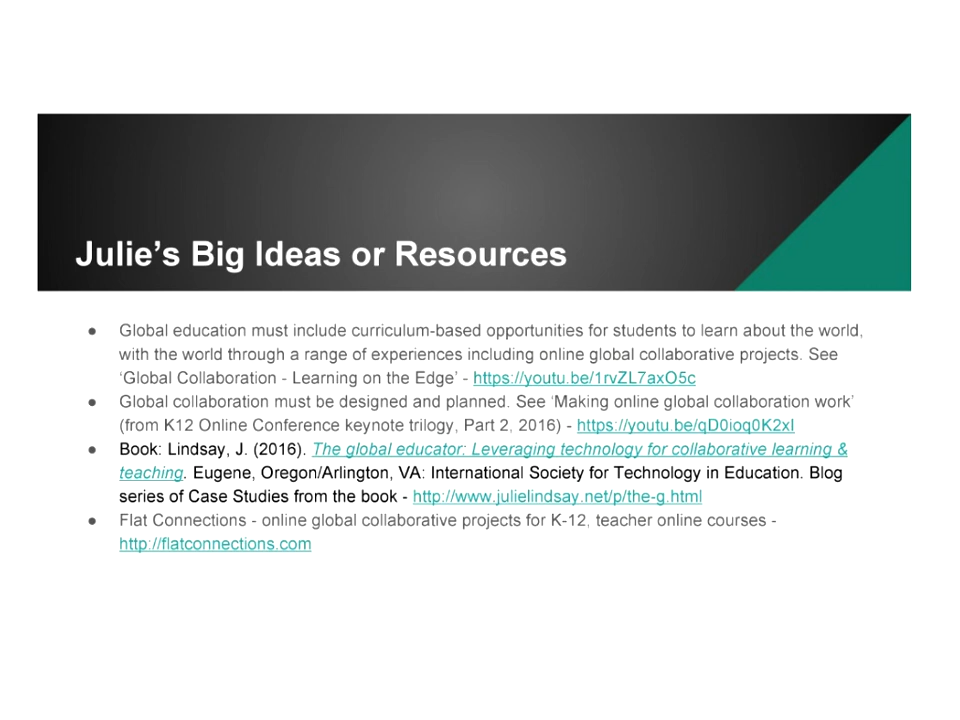 Julie’s Big Ideas or Resources
● Global education must include curriculum-based opportunities for students to learn about the world,
with the world through a range of experiences including online global collaborative projects. See
‘Global Collaboration - Learning on the Edge’ - https://youtu.be/1rvZL7axO5c
● Global collaboration must be designed and planned. See ‘Making online global collaboration work’
(from K12 Online Conference keynote trilogy, Part 2, 2016) - https://youtu.be/qD0ioq0K2xI
● Book: Lindsay, J. (2016). The global educator: Leveraging technology for collaborative learning &
teaching. Eugene, Oregon/Arlington, VA: International Society for Technology in Education. Blog
series of Case Studies from the book - http://www.julielindsay.net/p/the-g.html
● Flat Connections - online global collaborative projects for K-12, teacher online courses -
http://flatconnections.com